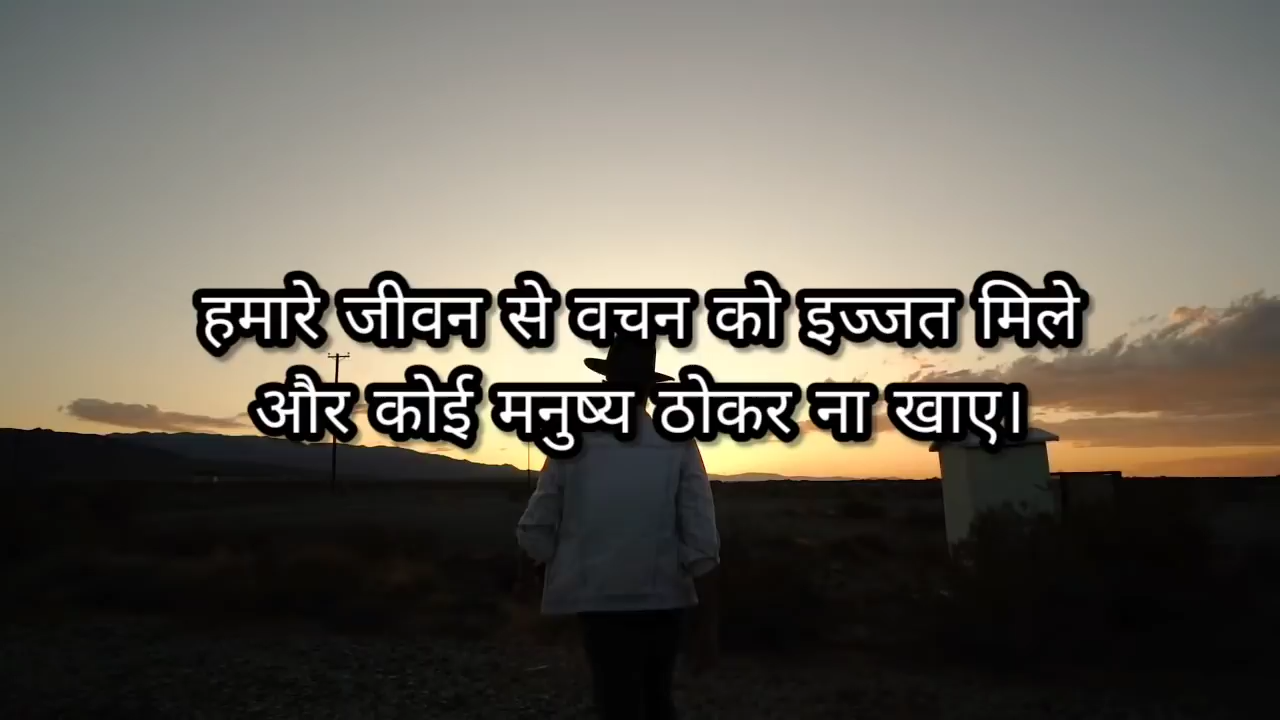 हमारे जीवन से वचन को इज्जत मिले
और कोई मनुष्य ठोकर ना खाए।